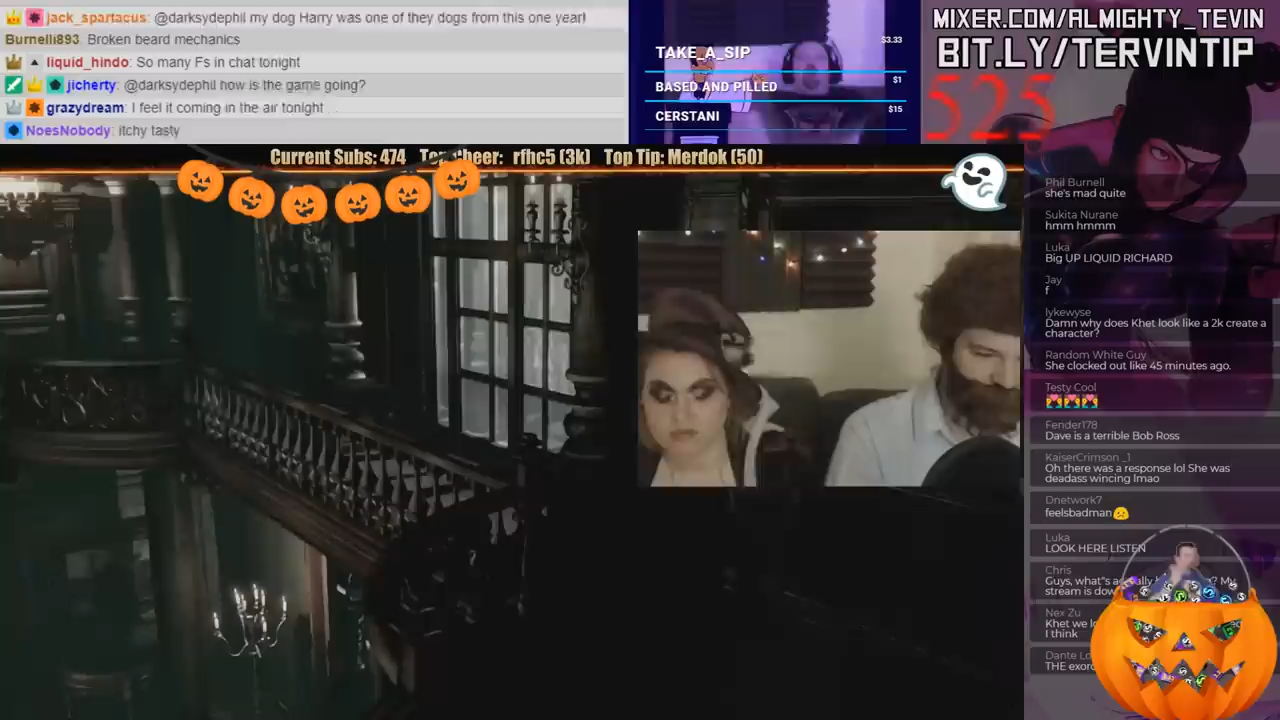 jack_spartacus: @darksydephil my dog Harry was one of they dogs from this one year!
Burnelli893 Broken beard mechanics
liquid_hindo: So many Fs in chat tonight
jicherty: @darksydephil how is the game going?
grazydream: I feel it coming in the air tonight ...
NoesNobody: itchy tasty
TAKE_A_SIP $3.33
BASED AND PILLED $1
CERSTANI $15
MIXER.COM/ALMIGHTY_TEVIN
BIT.LY/TERVINTIP
525
Current Subs: 474 rfhc5 (3k) Top Tip: Merdok (50)
Phil Burnell
she's mad quite
Sukita Nurane
hmm hmmmm
Luka
Big UP LIQUID RICHARD
Jay
f
lykewyse
Damn why does Khet look like a 2k create a
character?
Random White Guy
She clocked out like 45 minutes ago.
Testy Cool
Fender178
Dave is a terrible Bob Ross
KaiserCrimson _1
Oh there was a response lol She was
deadass wincing lmao
Dnetwork7
feelsbadman
Luka
LOOK HERE LISTEN
Chris
Guys, what"s My
stream is
Nex Zu
Khet we
I think
Dante
THE